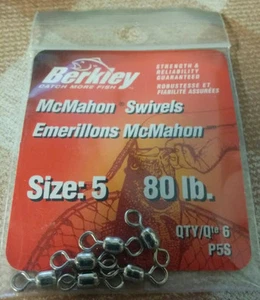 Berkley
CATCH MORE FISH™
STRENGTH &
RELIABILITY
GUARANTEED
ROBUSTESSE ET
FIABILITÉ ASSURÉES
McMahon® Swivels
Emerillons McMahon
Size: 5 80 lb.
QTY/Qté 6
P5S